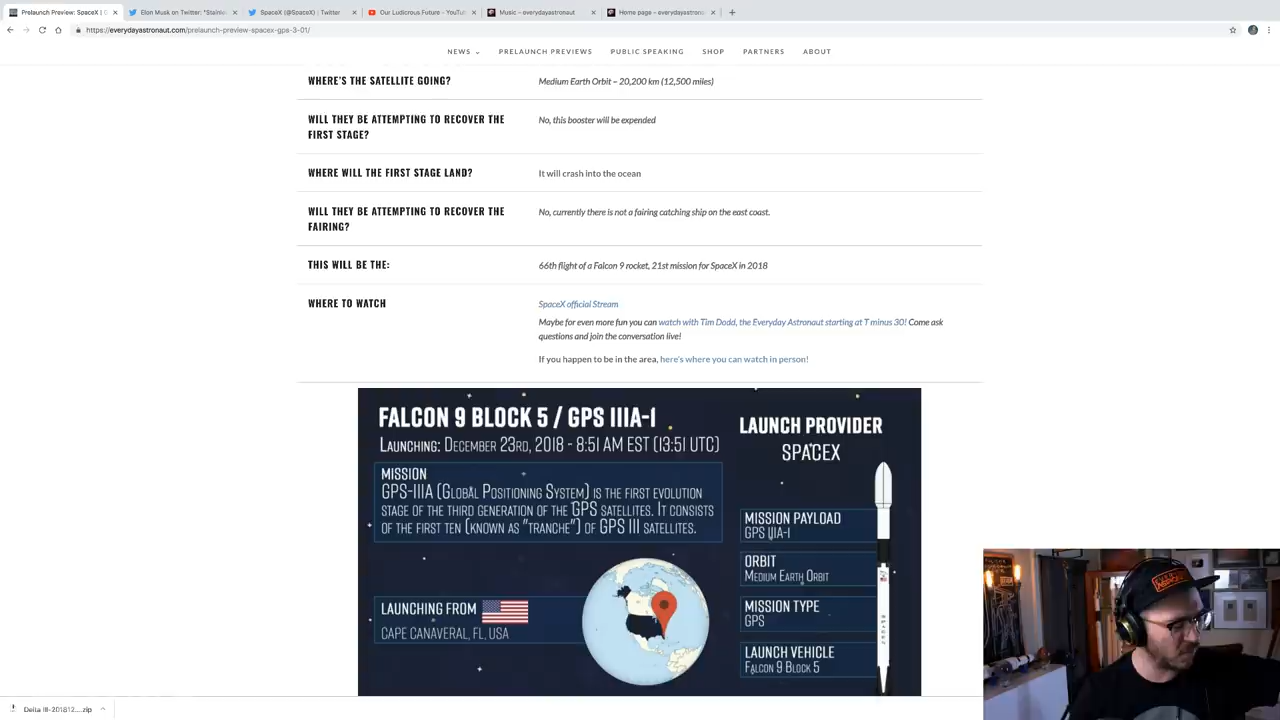 Prelaunch Preview: SpaceX | G
Elon Musk on Twitter: "Stainl
SpaceX (@SpaceX) | Twitter
Our Ludicrous Future - YouTu
Music – everydayastronaut
Home page – everydayastrona
https://everydayastronaut.com/prelaunch-preview-spacex-gps-3-01/
NEWS
PRELAUNCH PREVIEWS
PUBLIC SPEAKING
SHOP
PARTNERS
ABOUT
WHERE'S THE SATELLITE GOING?
Medium Earth Orbit – 20,200 km (12,500 miles)
WILL THEY BE ATTEMPTING TO RECOVER THE
FIRST STAGE?
No, this booster will be expended
WHERE WILL THE FIRST STAGE LAND?
It will crash into the ocean
WILL THEY BE ATTEMPTING TO RECOVER THE
FAIRING?
No, currently there is not a fairing catching ship on the east coast.
THIS WILL BE THE:
66th flight of a Falcon 9 rocket, 21st mission for SpaceX in 2018
WHERE TO WATCH
SpaceX official Stream
Maybe for even more fun you can watch with Tim Dodd, the Everyday Astronaut starting at T minus 30! Come ask
questions and join the conversation live!
If you happen to be in the area, here's where you can watch in person!
FALCON 9 BLOCK 5 / GPS IIIA-1
LAUNCHING: DECEMBER 23RD, 2018 - 8:51 AM EST (13:51 UTC)
MISSION
GPS-IIIA (GLOBAL POSITIONING SYSTEM) IS THE FIRST EVOLUTION
STAGE OF THE THIRD GENERATION OF THE GPS SATELLITES. IT CONSISTS
OF THE FIRST TEN (KNOWN AS "TRANCHE") OF GPS III SATELLITES.
LAUNCHING FROM
CAPE CANAVERAL, FL, USA
LAUNCH PROVIDER
SPACEX
MISSION PAYLOAD
GPS IIIA-1
ORBIT
MEDIUM EARTH ORBIT
MISSION TYPE
GPS
LAUNCH VEHICLE
FALCON 9 BLOCK 5
SPACEX
Delta III-201812....zip